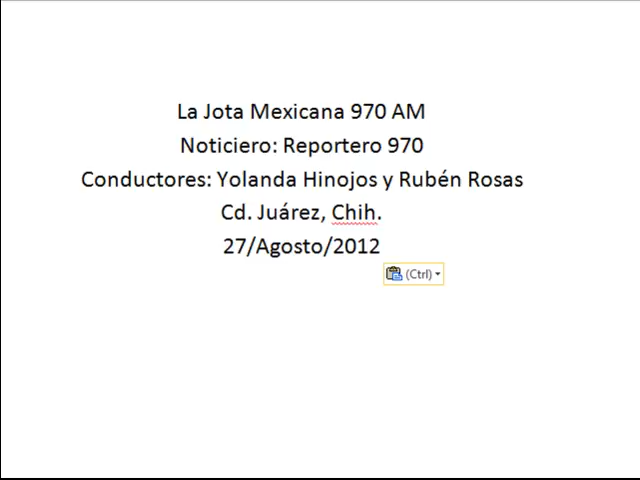 La Jota Mexicana 970 AM
Noticiero: Reportero 970
Conductores: Yolanda Hinojos y Rubén Rosas
Cd. Juárez, Chih.
27/Agosto/2012
(Ctrl)